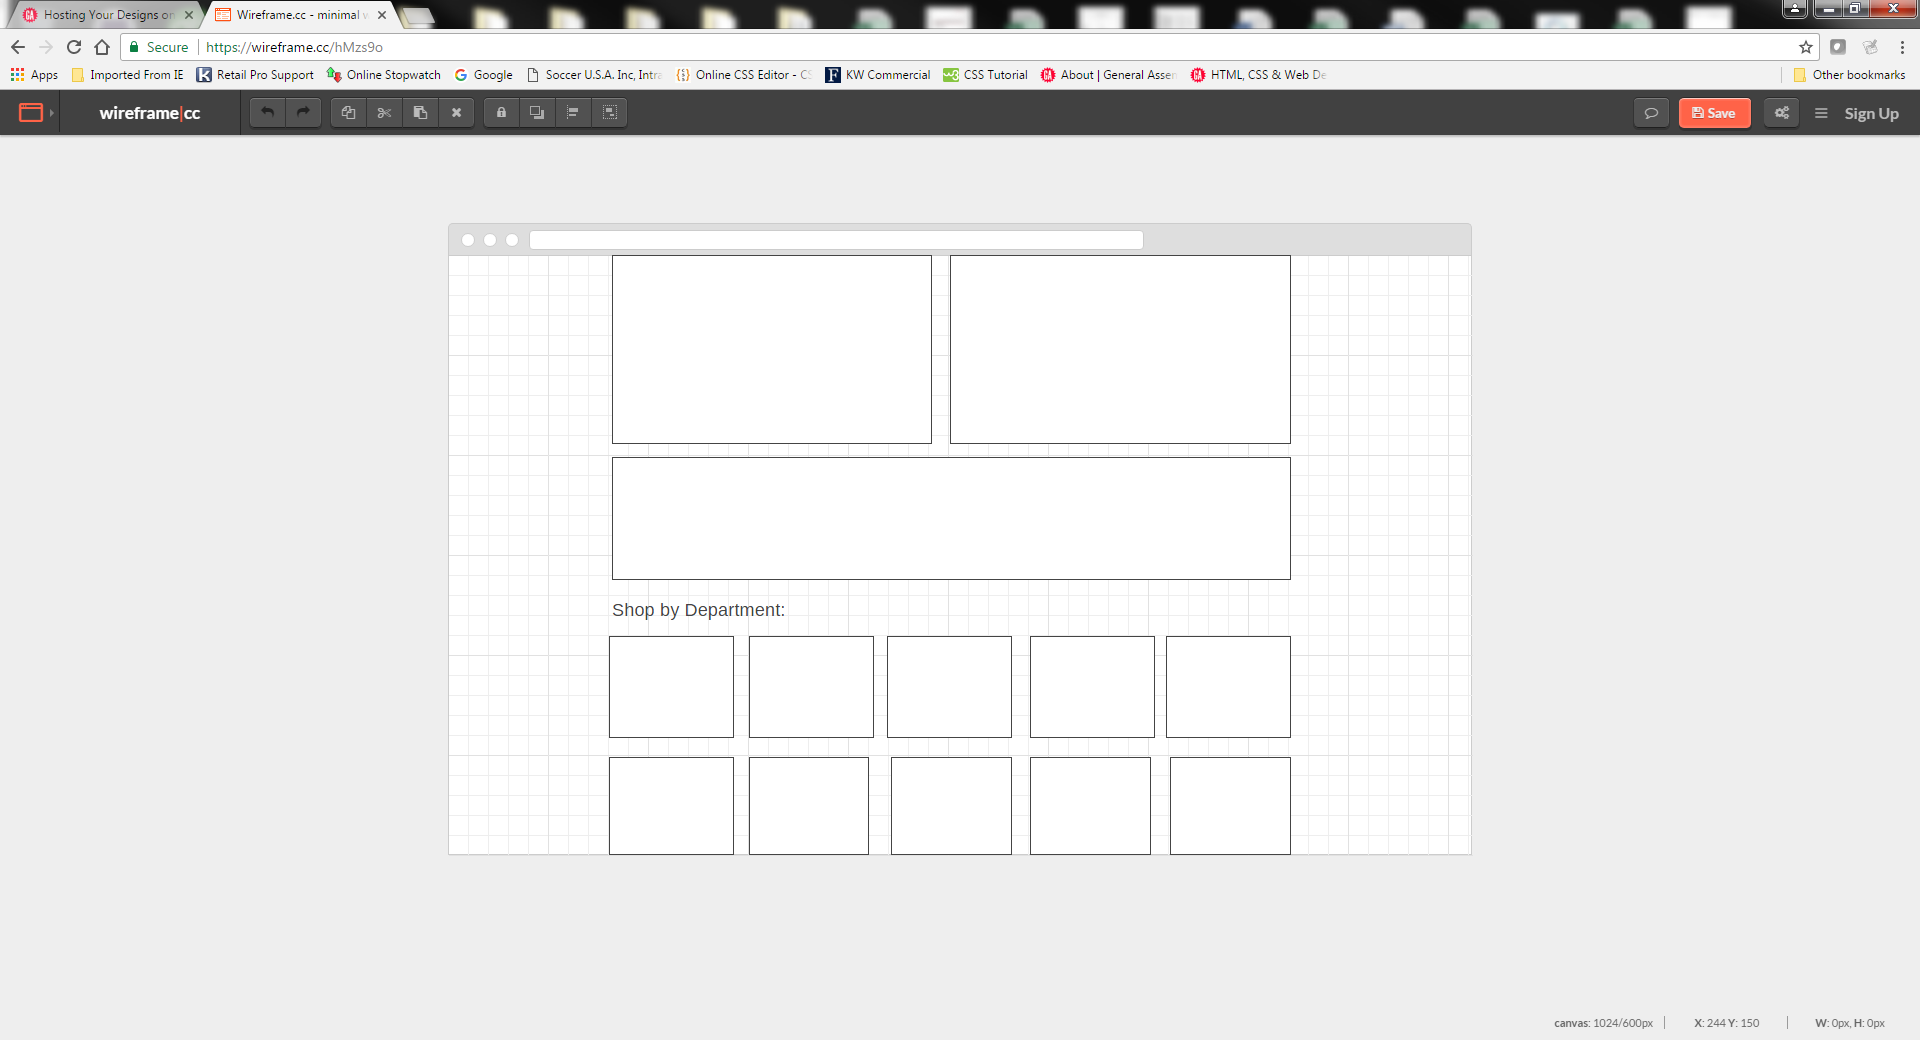 Hosting Your Designs on
Wireframe.cc - minimal w
Secure
https://wireframe.cc/hMzs9o
Apps
Imported From IE
Retail Pro Support
Online Stopwatch
Google
Soccer U.S.A. Inc, Intra
Online CSS Editor - CS
KW Commercial
CSS Tutorial
About | General Assem
HTML, CSS & Web De
Other bookmarks
wireframe|cc
Save
Sign Up
Shop by Department:
canvas: 1024/600px
X: 244 Y: 150
W: 0px, H: 0px